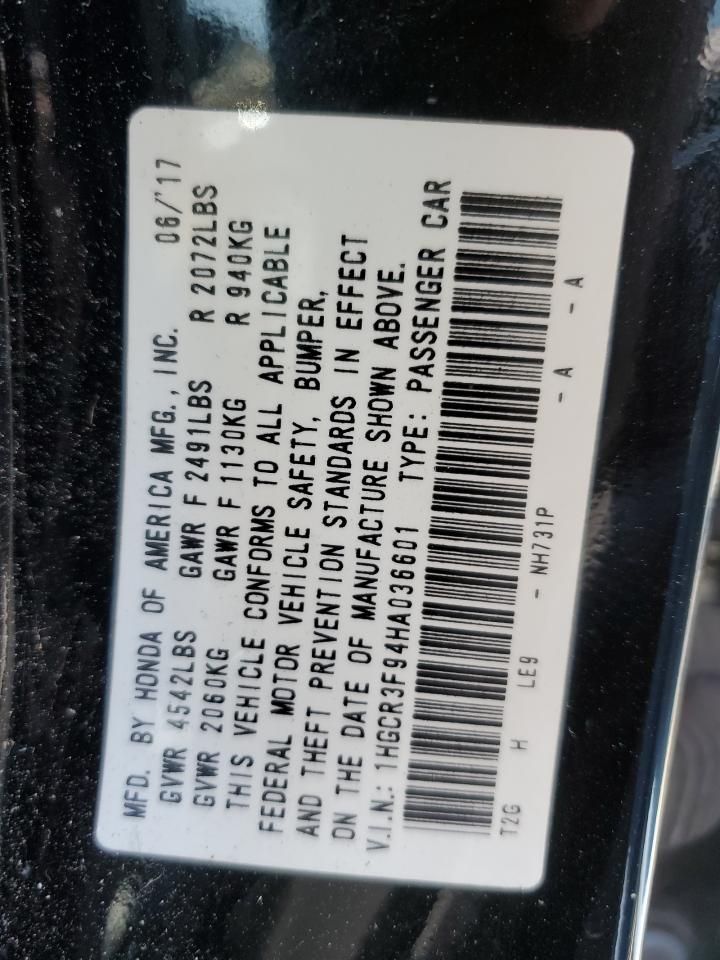 MFD. BY HONDA OF AMERICA MFG., INC. 06/'17
GVWR 4542LBS GAWR F 2491LBS R 2072LBS
GVWR 2060KG GAWR F 1130KG R 940KG
THIS VEHICLE CONFORMS TO ALL APPLICABLE
FEDERAL MOTOR VEHICLE SAFETY, BUMPER,
AND THEFT PREVENTION STANDARDS IN EFFECT
ON THE DATE OF MANUFACTURE SHOWN ABOVE.
V.I.N.: 1HGCR3F94HA036601 TYPE: PASSENGER CAR
T2G H LE9 - NH731P - A - A